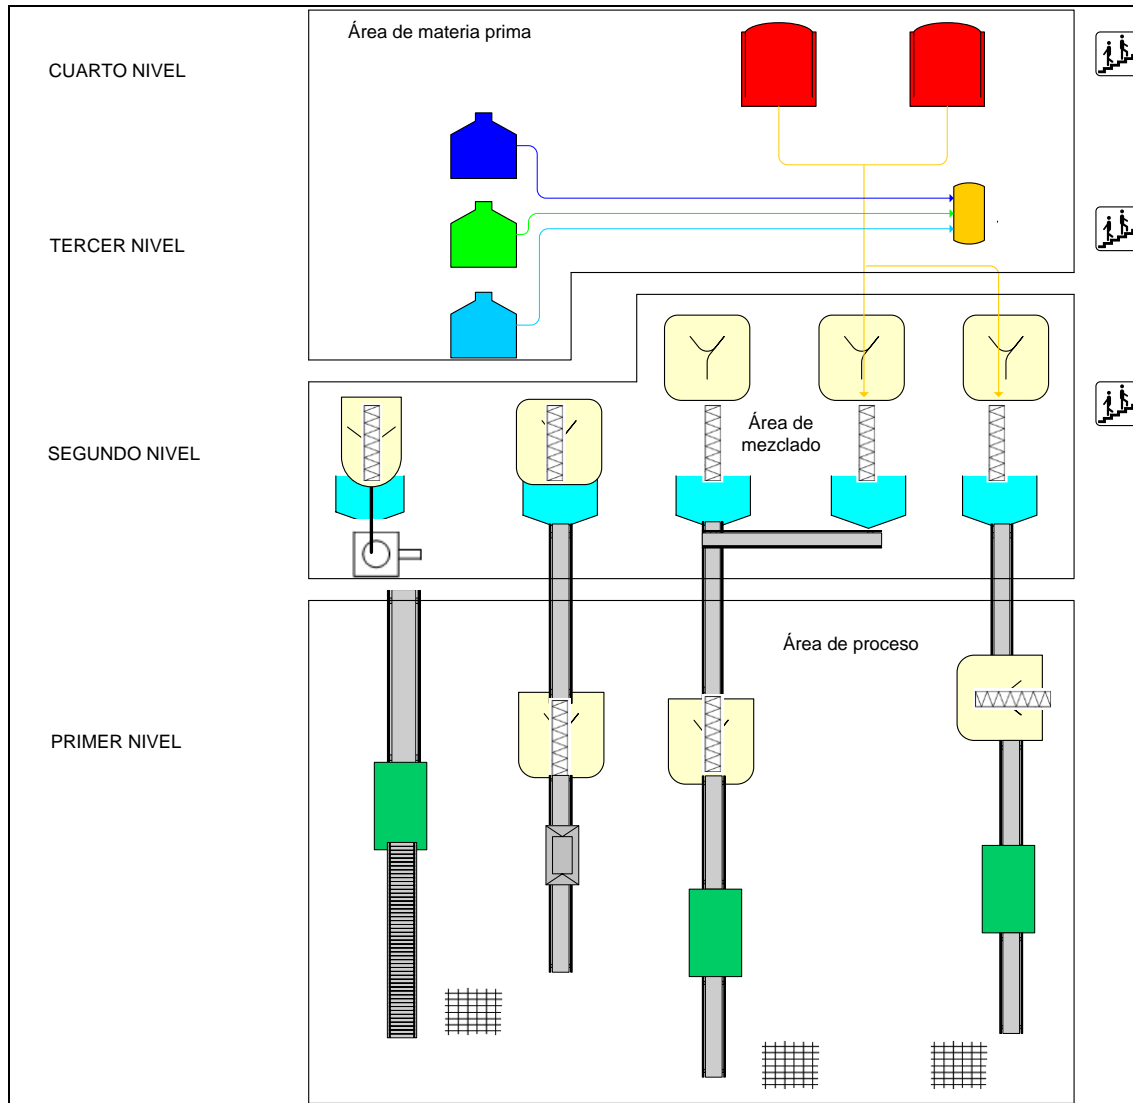 Área de materia prima
CUARTO NIVEL
TERCER NIVEL
Área de
mezclado
SEGUNDO NIVEL
Área de proceso
PRIMER NIVEL